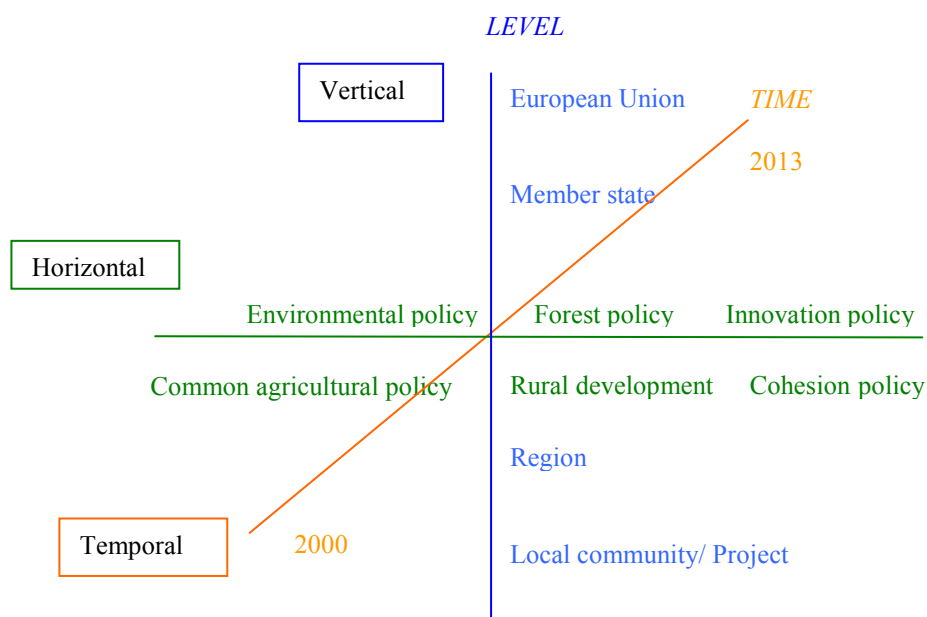 LEVEL
Vertical
European Union
TIME
2013
Member state
Horizontal
Environmental policy
Forest policy
Innovation policy
Common agricultural policy
Rural development
Cohesion policy
Region
Temporal
2000
Local community/ Project